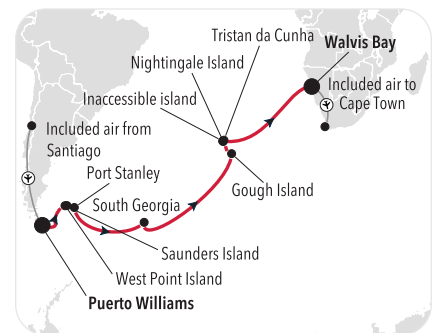 Tristan da Cunha
Walvis Bay
Nightingale Island
Included air to
Cape Town
Inaccessible island
Included air from
Santiago
Port Stanley
South Georgia
Gough Island
Saunders Island
West Point Island
Puerto Williams